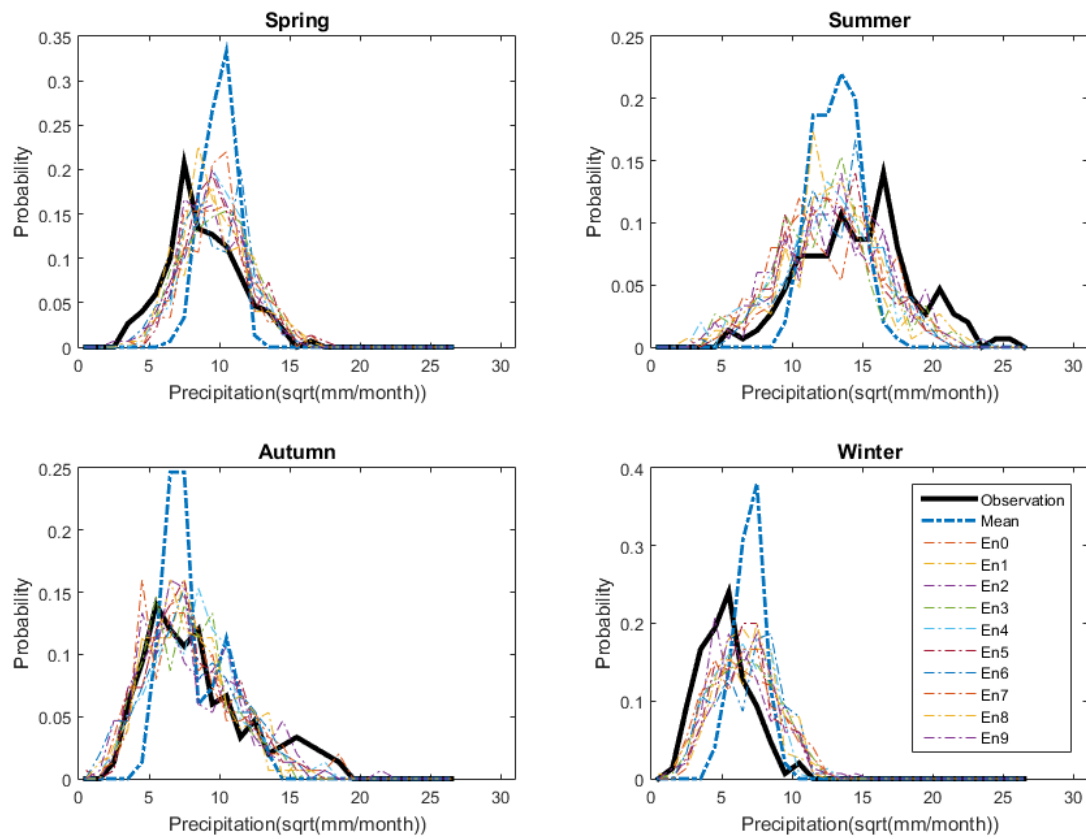 Spring
0.35
0.3
0.25
0.2
0.15
0.1
0.05
0
Probability
0 5 10 15 20 25 30
Precipitation(sqrt(mm/month))
Summer
0.25
0.2
0.15
0.1
0.05
0
Probability
0 5 10 15 20 25 30
Precipitation(sqrt(mm/month))
Autumn
0.25
0.2
0.15
0.1
0.05
0
Probability
0 5 10 15 20 25 30
Precipitation(sqrt(mm/month))
Winter
0.4
0.3
0.2
0.1
0
Probability
0 5 10 15 20 25 30
Precipitation(sqrt(mm/month))
Observation
Mean
En0
En1
En2
En3
En4
En5
En6
En7
En8
En9